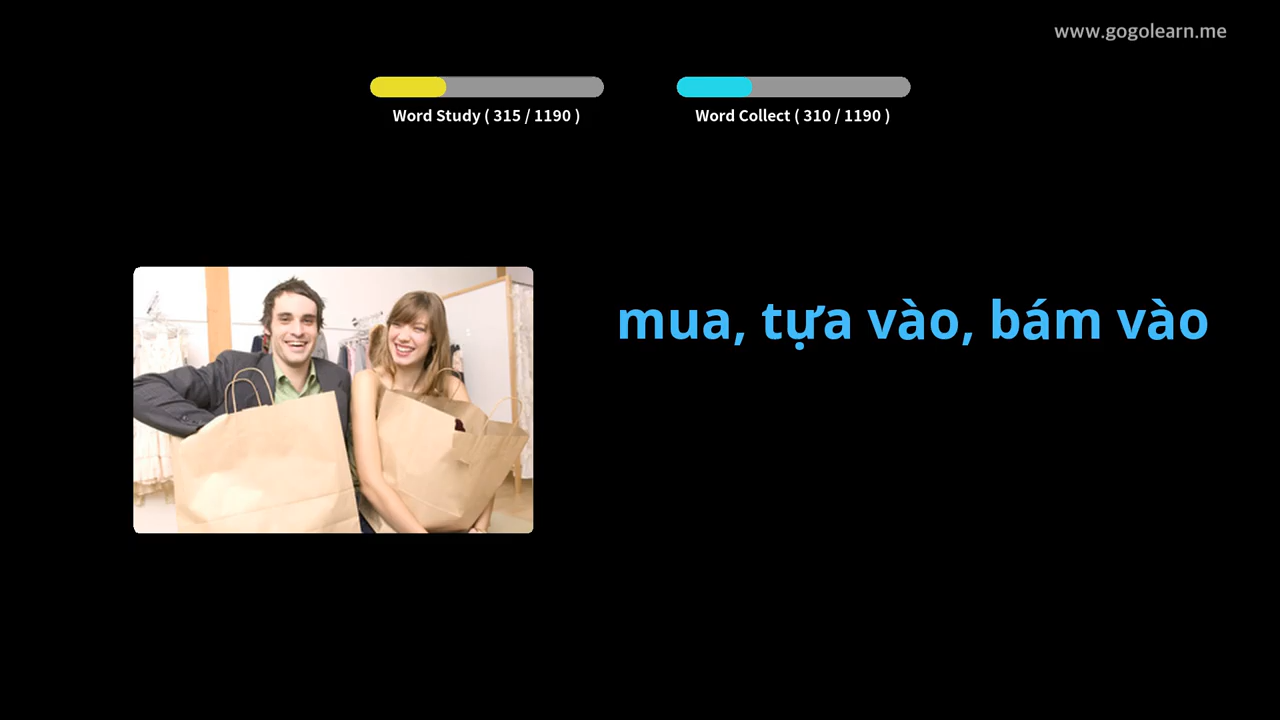 www.gogolearn.me
Word Study ( 315 / 1190 )
Word Collect ( 310 / 1190 )
mua, tựa vào, bám vào